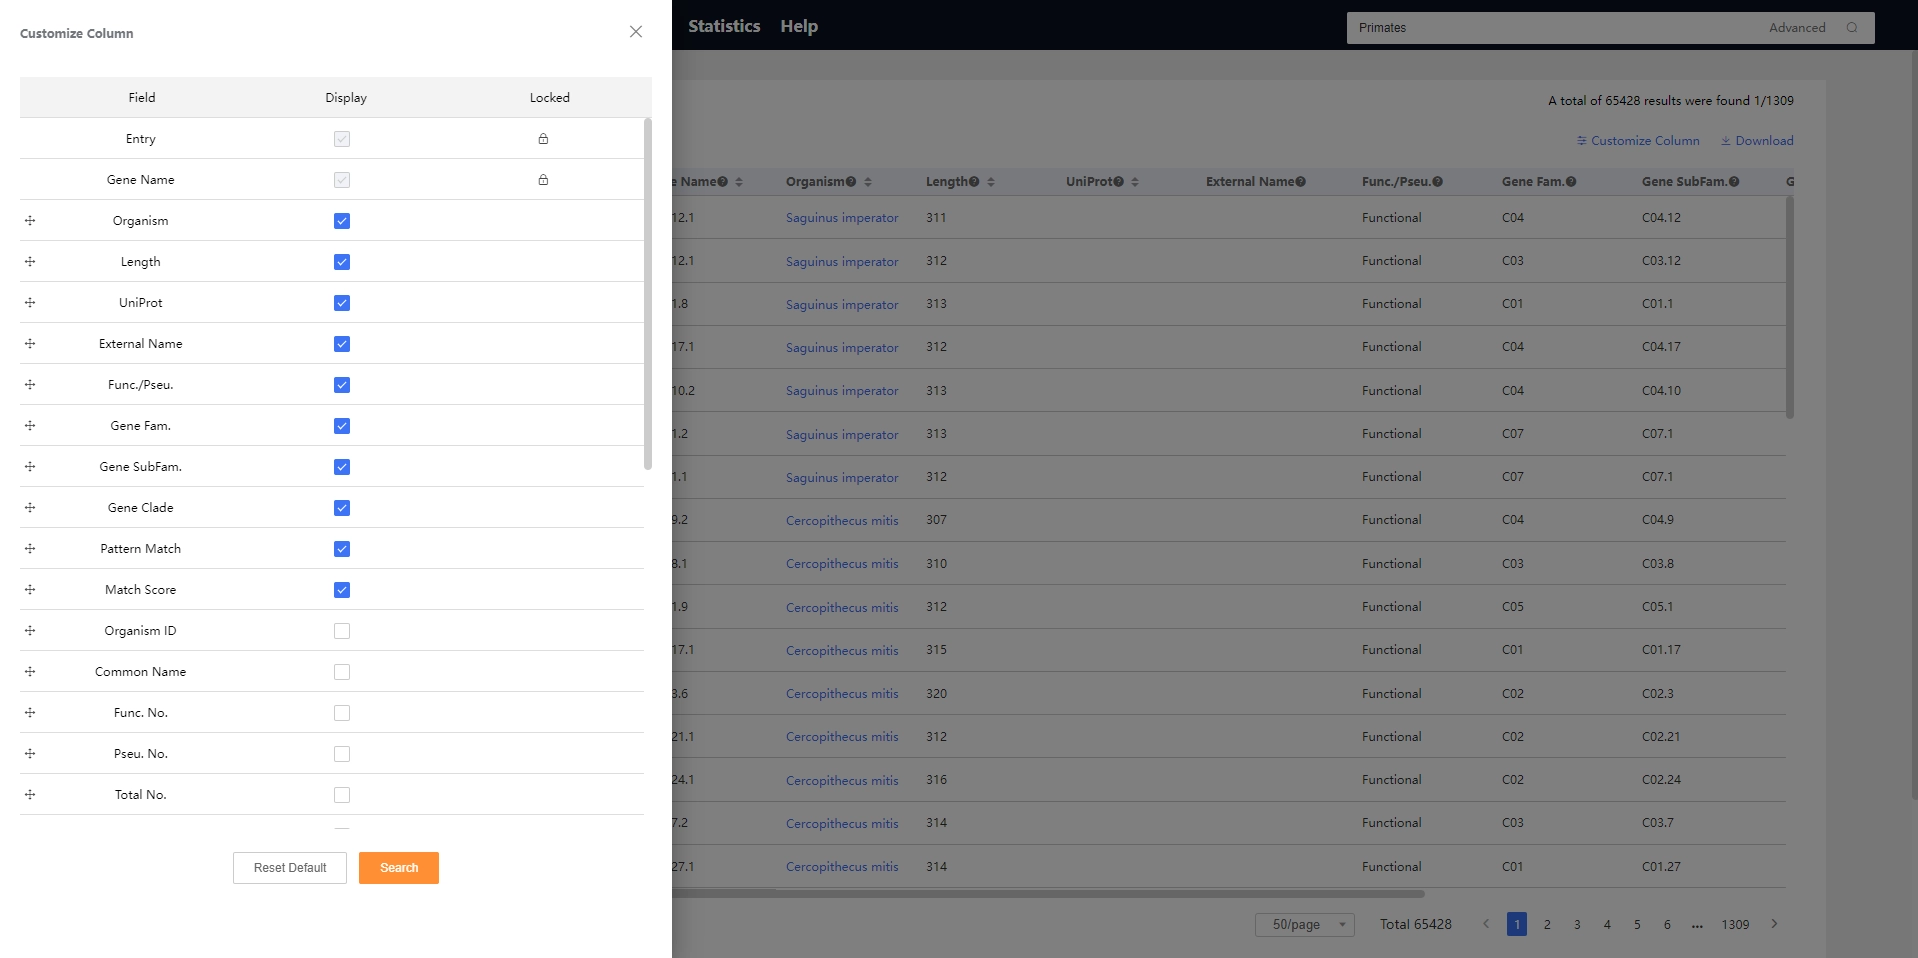 Customize Column
Statistics Help
Primates Advanced
Field Display Locked
Entry
Gene Name
Organism
Length
UniProt
External Name
Func./Pseu.
Gene Fam.
Gene SubFam.
Gene Clade
Pattern Match
Match Score
Organism ID
Common Name
Func. No.
Pseu. No.
Total No.
Reset Default Search
A total of 65428 results were found 1/1309
Customize Column Download
e Name Organism Length UniProt External Name Func./Pseu. Gene Fam. Gene SubFam. G
12.1 Saguinus imperator 311 Functional C04 C04.12
12.1 Saguinus imperator 312 Functional C03 C03.12
1.8 Saguinus imperator 313 Functional C01 C01.1
17.1 Saguinus imperator 312 Functional C04 C04.17
10.2 Saguinus imperator 313 Functional C04 C04.10
1.2 Saguinus imperator 313 Functional C07 C07.1
1.1 Saguinus imperator 312 Functional C07 C07.1
9.2 Cercopithecus mitis 307 Functional C04 C04.9
8.1 Cercopithecus mitis 310 Functional C03 C03.8
1.9 Cercopithecus mitis 312 Functional C05 C05.1
17.1 Cercopithecus mitis 315 Functional C01 C01.17
3.6 Cercopithecus mitis 320 Functional C02 C02.3
21.1 Cercopithecus mitis 312 Functional C02 C02.21
24.1 Cercopithecus mitis 316 Functional C02 C02.24
7.2 Cercopithecus mitis 314 Functional C03 C03.7
27.1 Cercopithecus mitis 314 Functional C01 C01.27
50/page Total 65428 1 2 3 4 5 6 ... 1309